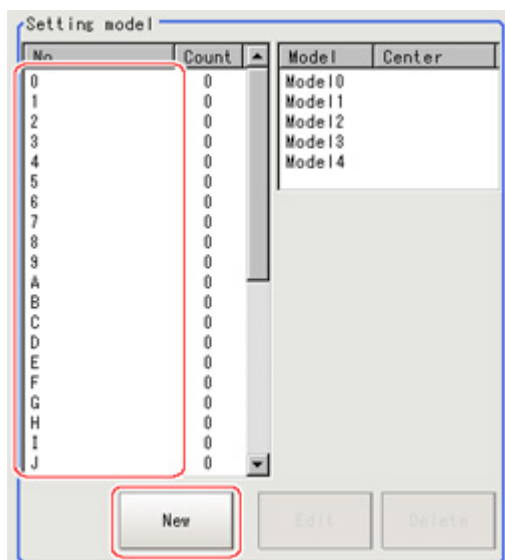 Setting model
No. Count
0 0
1 0
2 0
3 0
4 0
5 0
6 0
7 0
8 0
9 0
A 0
B 0
C 0
D 0
E 0
F 0
G 0
H 0
I 0
J 0
Model Center
Model0
Model1
Model2
Model3
Model4
New Edit Delete